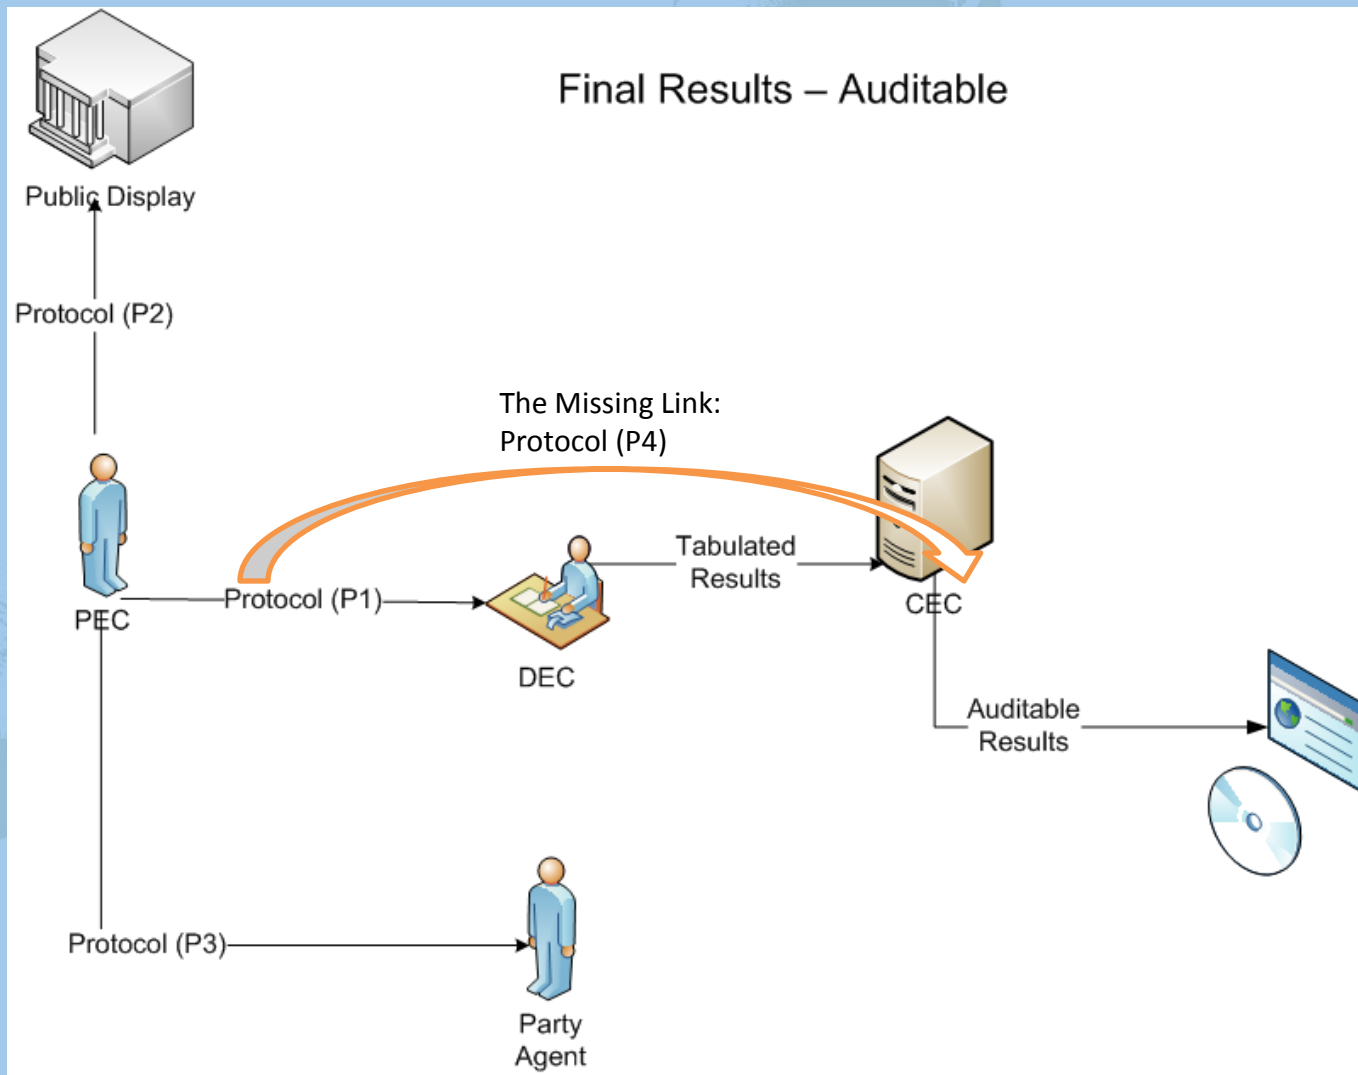 Final Results – Auditable
Public Display
Protocol (P2)
The Missing Link:
Protocol (P4)
Tabulated
Results
Protocol (P1)
PEC
CEC
DEC
Auditable
Results
Protocol (P3)
Party
Agent